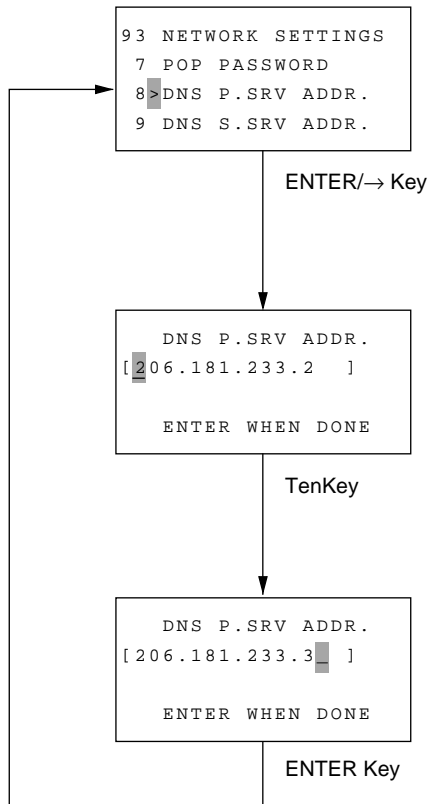 93 NETWORK SETTINGS
7 POP PASSWORD
8>DNS P.SRV ADDR.
9 DNS S.SRV ADDR.
ENTER/→ Key
DNS P.SRV ADDR.
[206.181.233.2 ]
ENTER WHEN DONE
TenKey
DNS P.SRV ADDR.
[206.181.233.3_ ]
ENTER WHEN DONE
ENTER Key